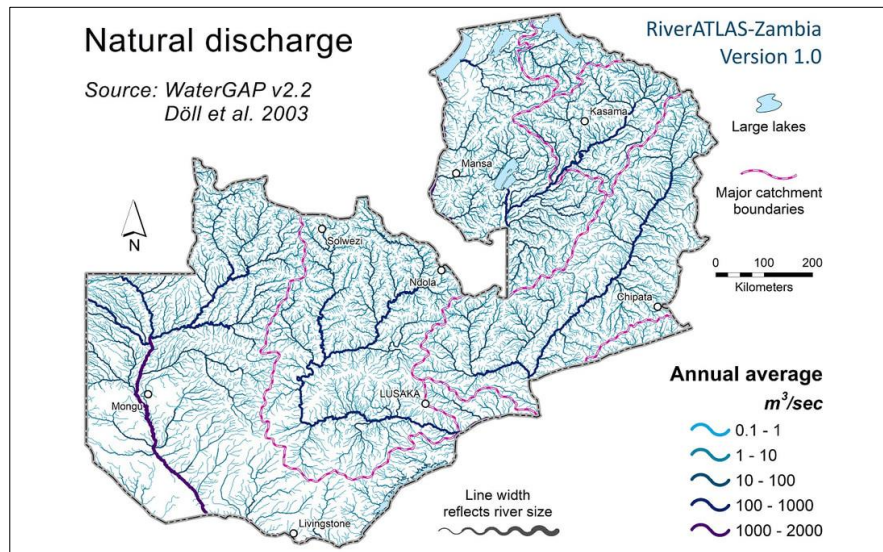 Natural discharge
Source: WaterGAP v2.2
Döll et al. 2003
RiverATLAS-Zambia
Version 1.0
Large lakes
Major catchment
boundaries
0 50 100 200
Kilometers
N
Kasama
Mansa
Solwezi
Ndola
Chipata
LUSAKA
Mongu
Livingstone
Line width
reflects river size
Annual average
m³/sec
0.1 - 1
1 - 10
10 - 100
100 - 1000
1000 - 2000